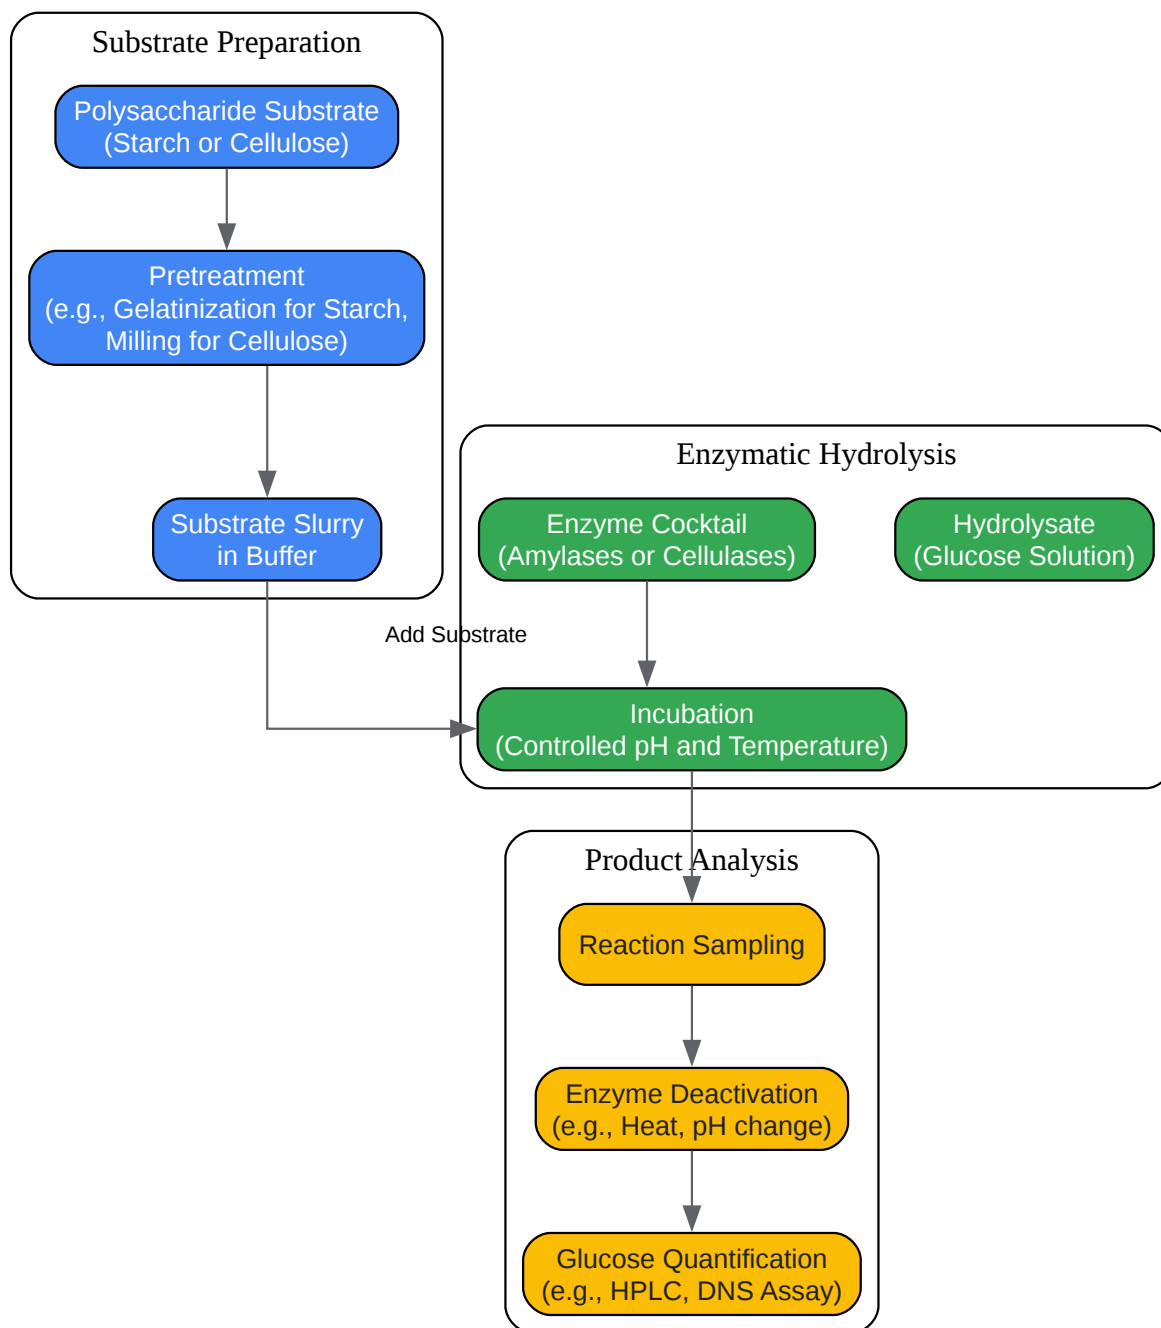 Substrate Preparation
Polysaccharide Substrate
(Starch or Cellulose)
Pretreatment
(e.g., Gelatinization for Starch,
Milling for Cellulose)
Substrate Slurry
in Buffer
Add Substrate
Enzymatic Hydrolysis
Enzyme Cocktail
(Amylases or Cellulases)
Hydrolysate
(Glucose Solution)
Incubation
(Controlled pH and Temperature)
Product Analysis
Reaction Sampling
Enzyme Deactivation
(e.g., Heat, pH change)
Glucose Quantification
(e.g., HPLC, DNS Assay)